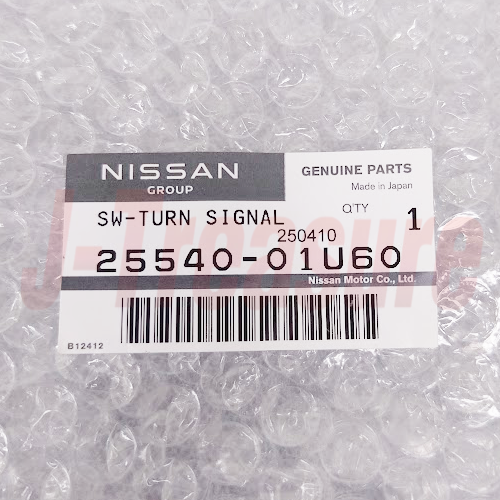 NISSAN GENUINE PARTS
GROUP Made in Japan
SW-TURN SIGNAL QTY 1
250410
25540-01U60
Nissan Motor Co., Ltd.
B12412